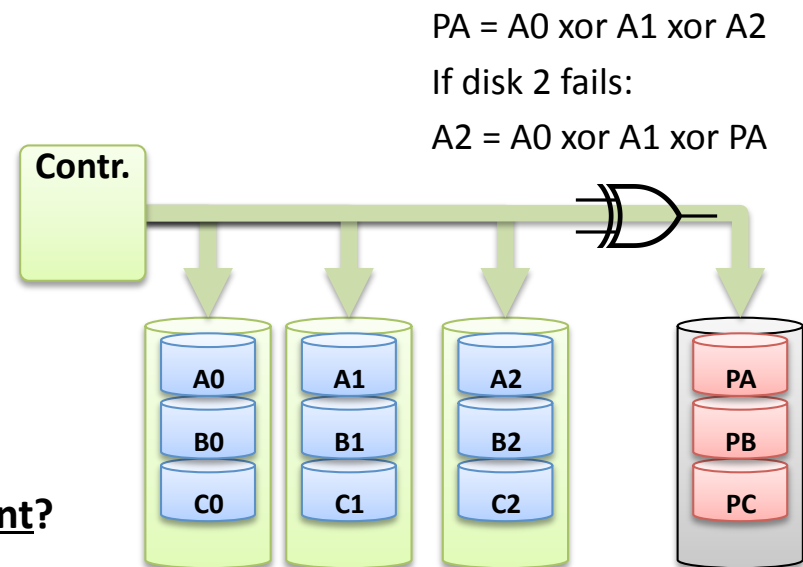 PA = A0 xor A1 xor A2
If disk 2 fails:
A2 = A0 xor A1 xor PA
Contr.
A0 A1 A2 PA
B0 B1 B2 PB
C0 C1 C2 PC
nt?